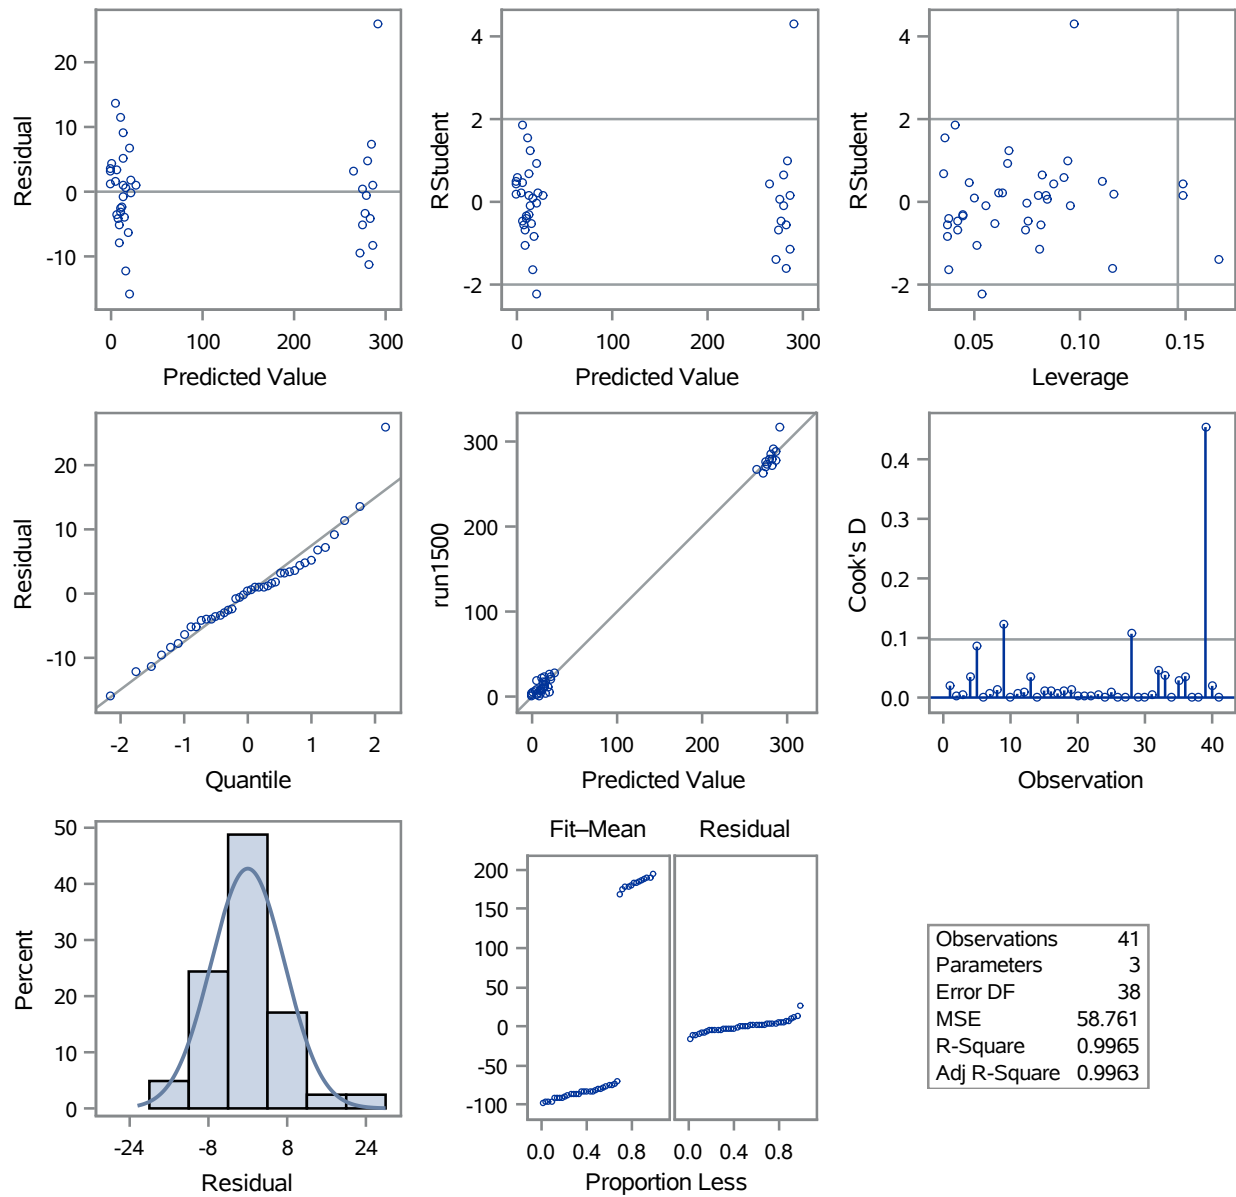 20
10
0
-10
Residual
0 100 200 300
Predicted Value
4
2
0
-2
RStudent
0 100 200 300
Predicted Value
4
2
0
-2
RStudent
0.05 0.10 0.15
Leverage
20
10
0
-10
Residual
-2 -1 0 1 2
Quantile
300
200
100
0
run1500
0 100 200 300
Predicted Value
0.4
0.3
0.2
0.1
0.0
Cook's D
0 10 20 30 40
Observation
50
40
30
20
10
0
Percent
-24 -8 8 24
Residual
Fit–Mean Residual
200
150
100
50
0
-50
-100
0.0 0.4 0.8 0.0 0.4 0.8
Proportion Less
Observations 41
Parameters 3
Error DF 38
MSE 58.761
R-Square 0.9965
Adj R-Square 0.9963